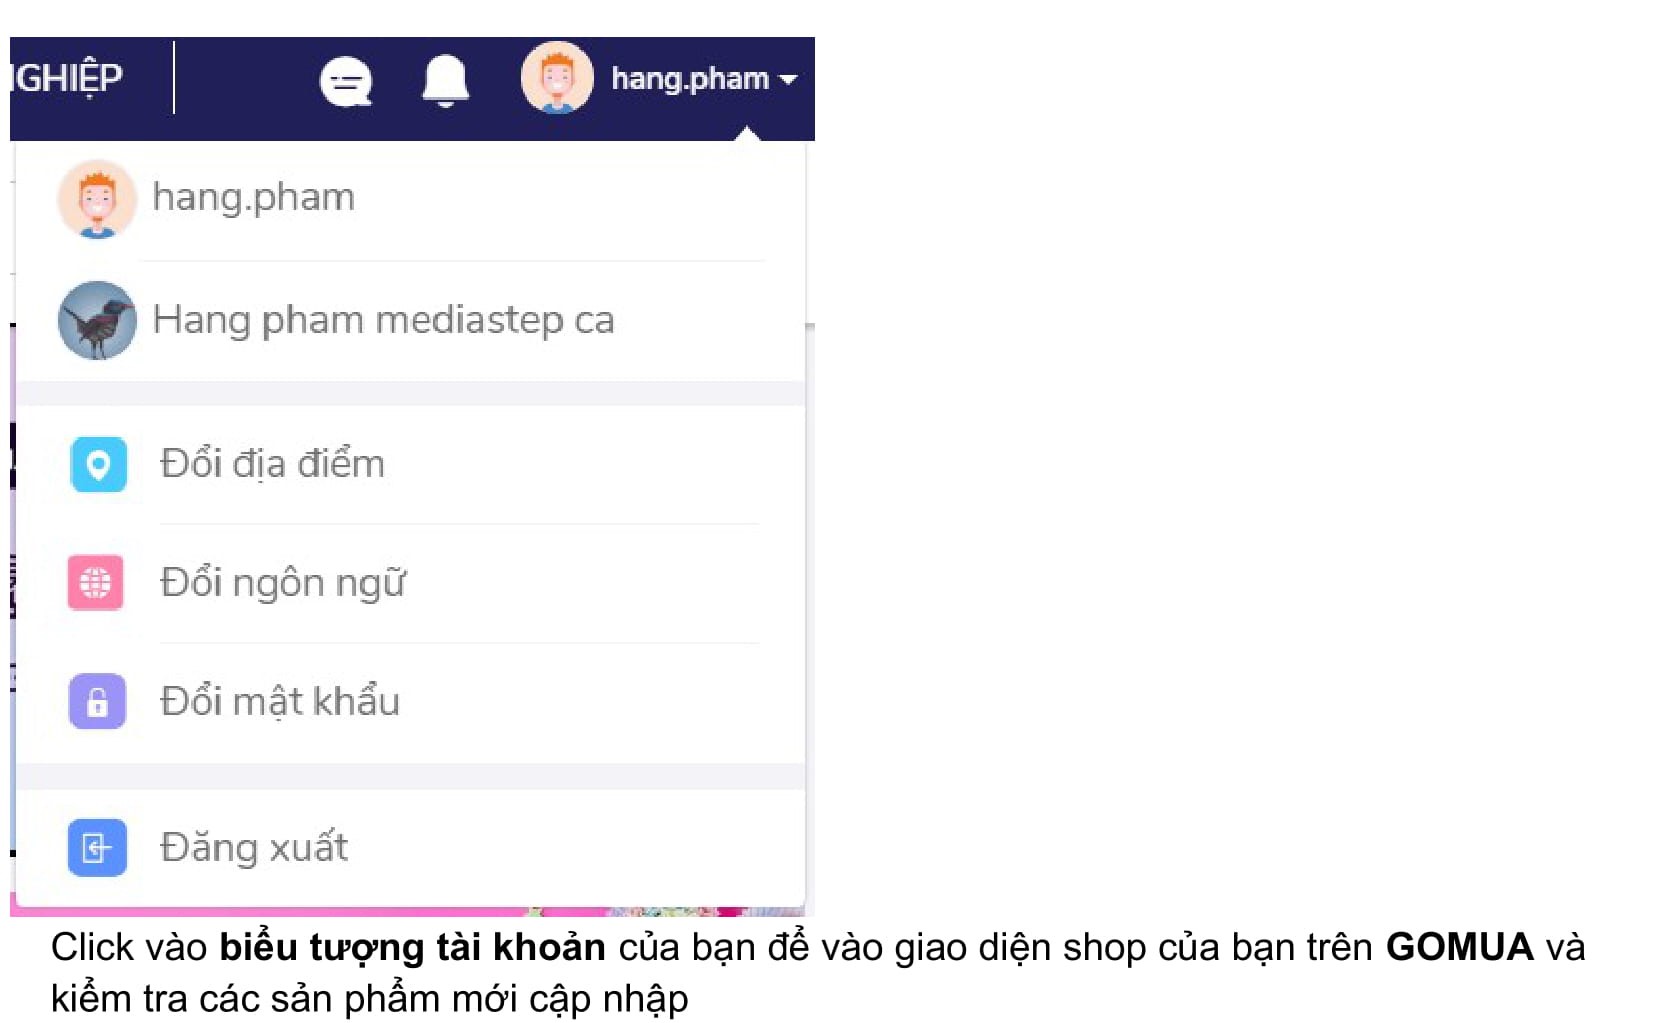 NGHIỆP
hang.pham
hang.pham
Hang pham mediastep ca
Đổi địa điểm
Đổi ngôn ngữ
Đổi mật khẩu
Đăng xuất
Click vào biểu tượng tài khoản của bạn để vào giao diện shop của bạn trên GOMUA và
kiểm tra các sản phẩm mới cập nhập